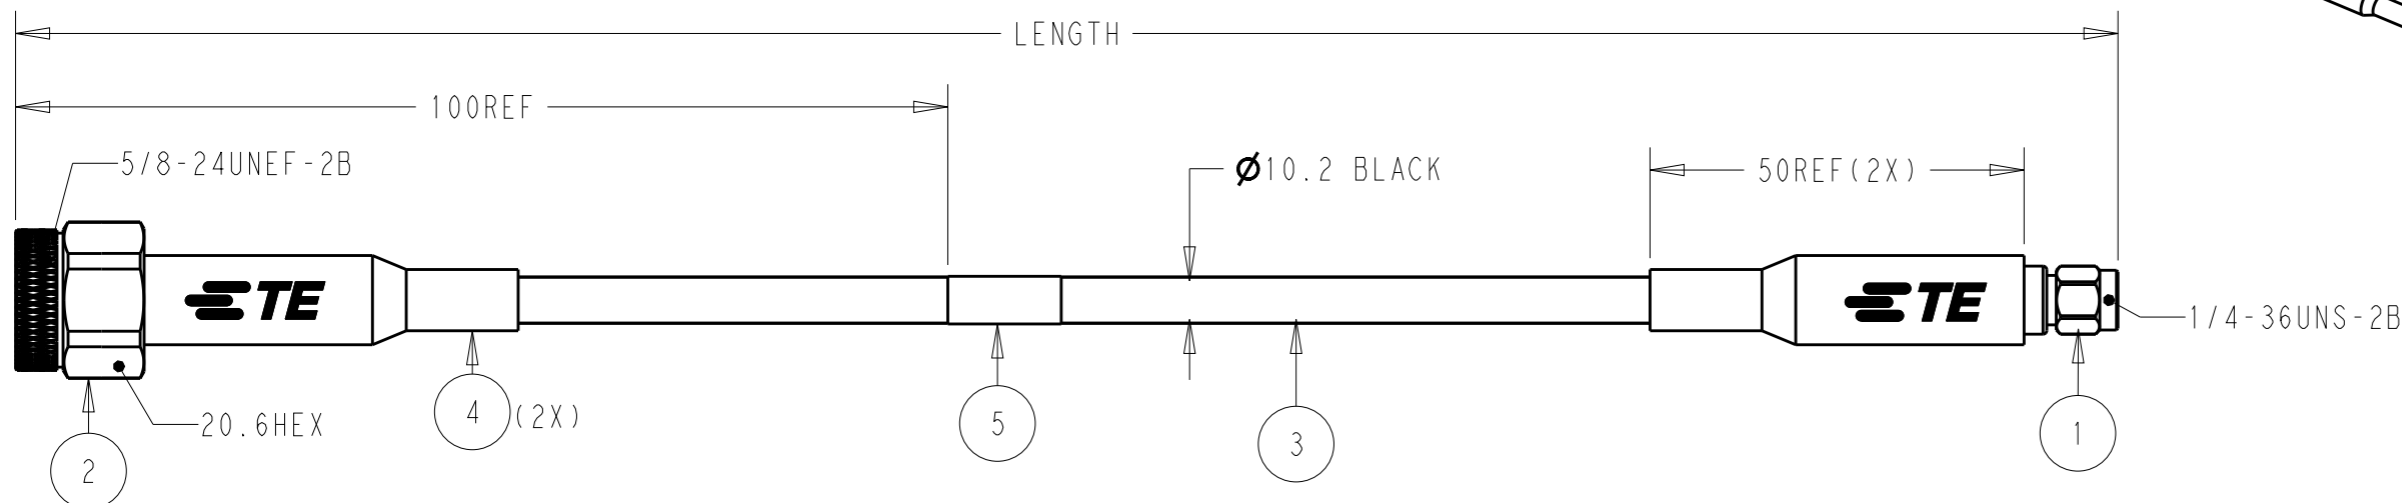 LENGTH
100REF
5/8-24UNEF-2B
Ø10.2 BLACK
50REF(2X)
TE
TE
1/4-36UNS-2B
20.6HEX
4 (2X)
5
3
1
2